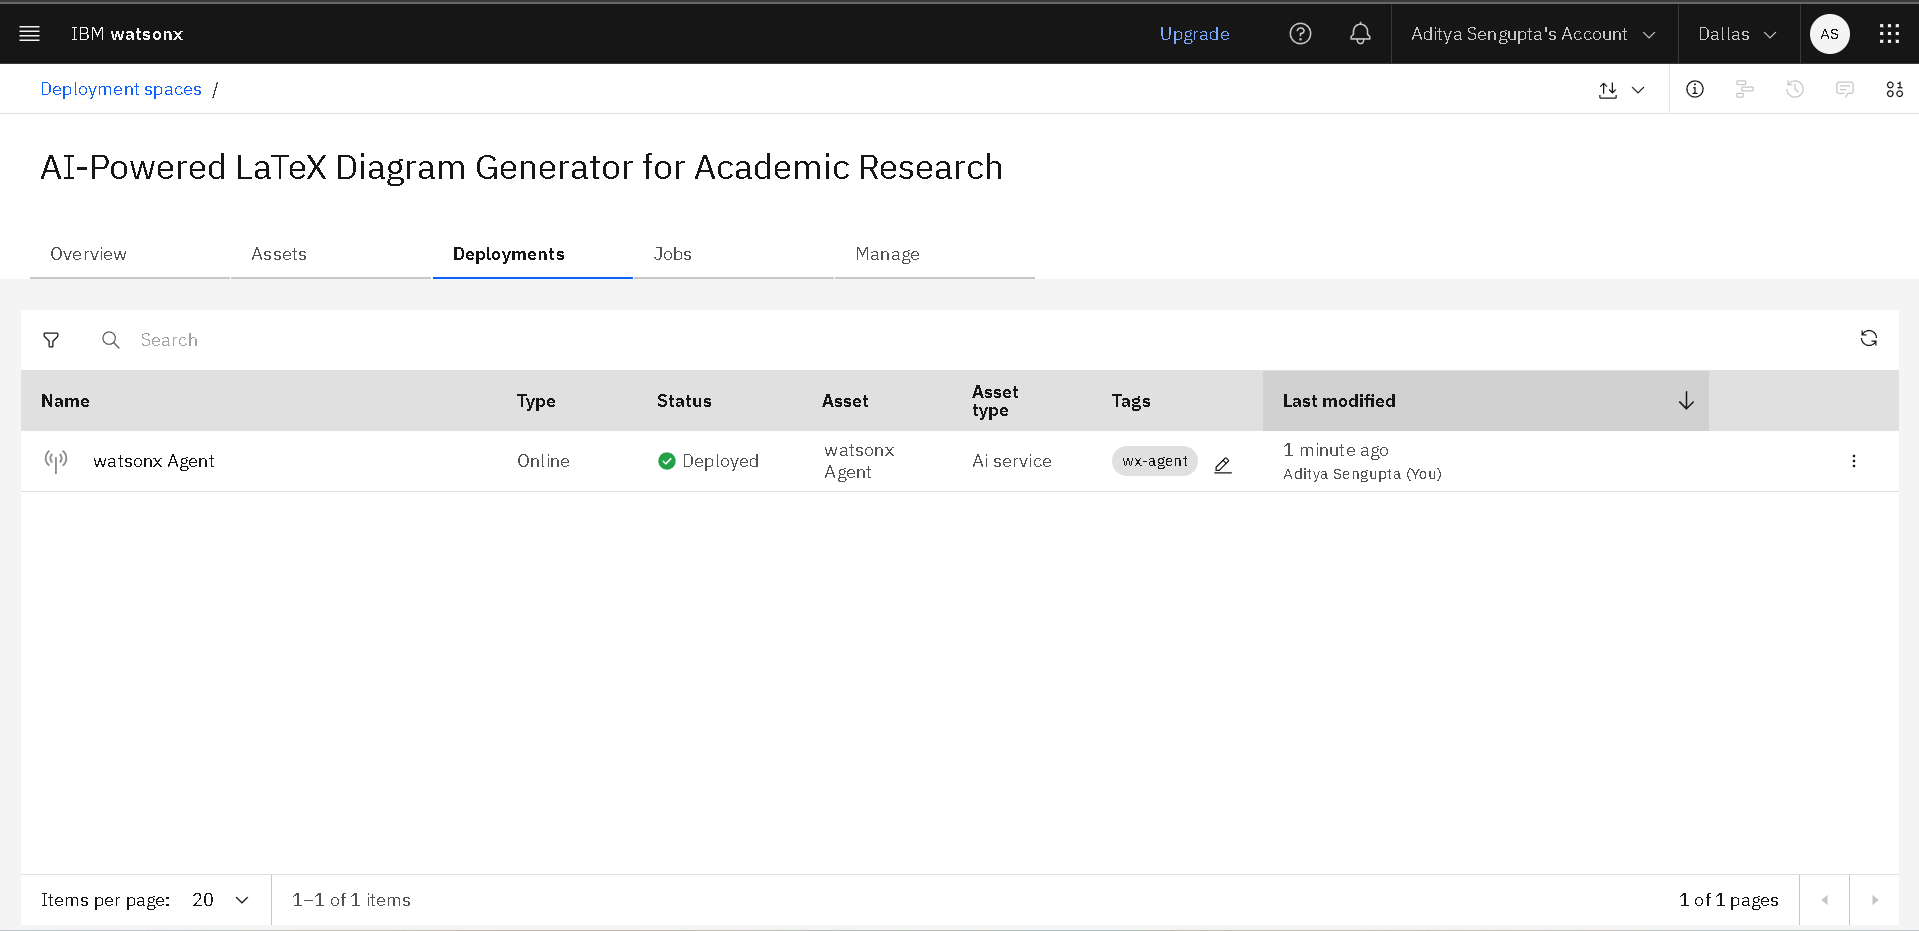 IBM watsonx
Upgrade
Aditya Sengupta's Account
Dallas
AS
Deployment spaces /
AI-Powered LaTeX Diagram Generator for Academic Research
Overview
Assets
Deployments
Jobs
Manage
Search
Name
Type
Status
Asset
Asset
type
Tags
Last modified
watsonx Agent
Online
Deployed
watsonx
Agent
Ai service
wx-agent
1 minute ago
Aditya Sengupta (You)
Items per page: 20
1–1 of 1 items
1 of 1 pages